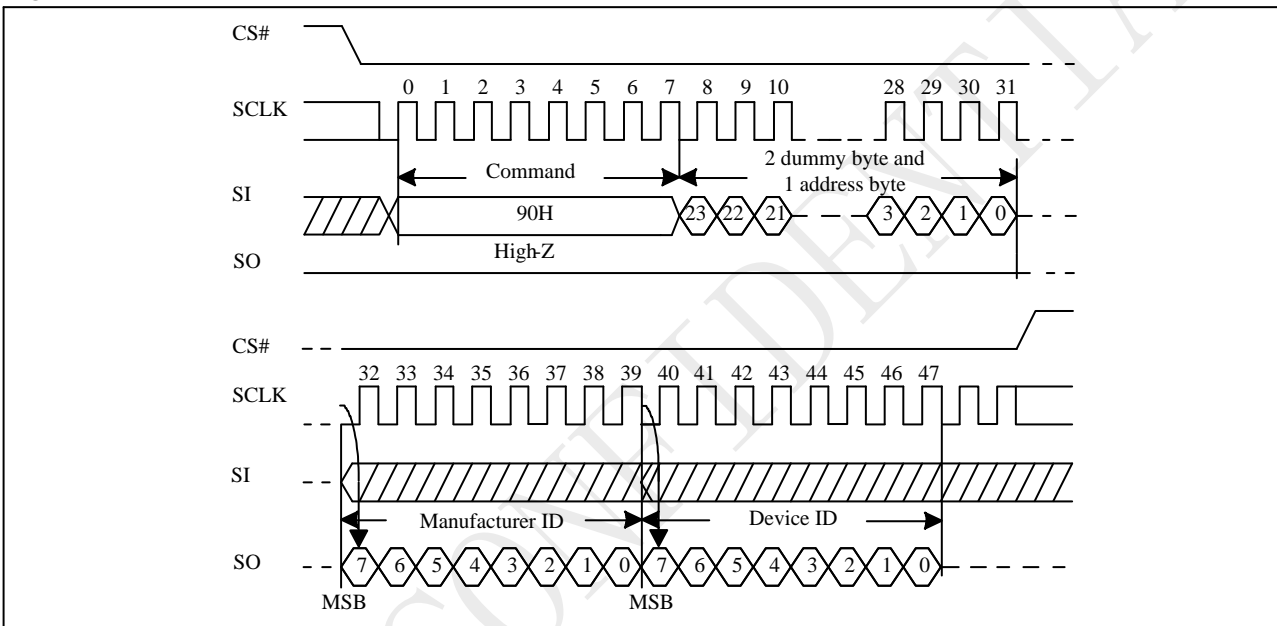 CS#
0 1 2 3 4 5 6 7 8 9 10 28 29 30 31
SCLK
Command
2 dummy byte and
1 address byte
SI
90H
23 22 21 3 2 1 0
High-Z
SO
CS#
32 33 34 35 36 37 38 39 40 41 42 43 44 45 46 47
SCLK
SI
Manufacturer ID
Device ID
SO
7 6 5 4 3 2 1 0 7 6 5 4 3 2 1 0
MSB MSB